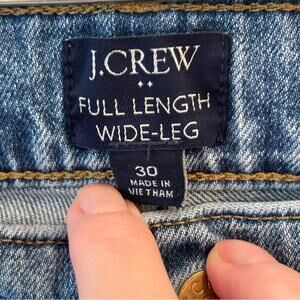 J.CREW
FULL LENGTH
WIDE-LEG
30
MADE IN
VIETNAM